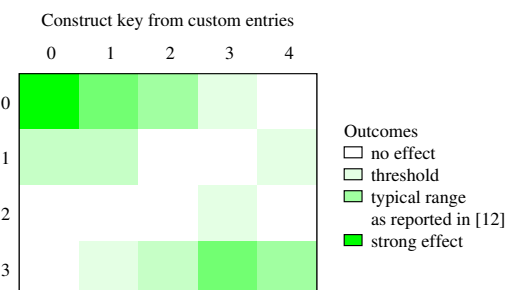 Construct key from custom entries
0 1 2 3 4
0
1
2
3
Outcomes
no effect
threshold
typical range
as reported in [12]
strong effect